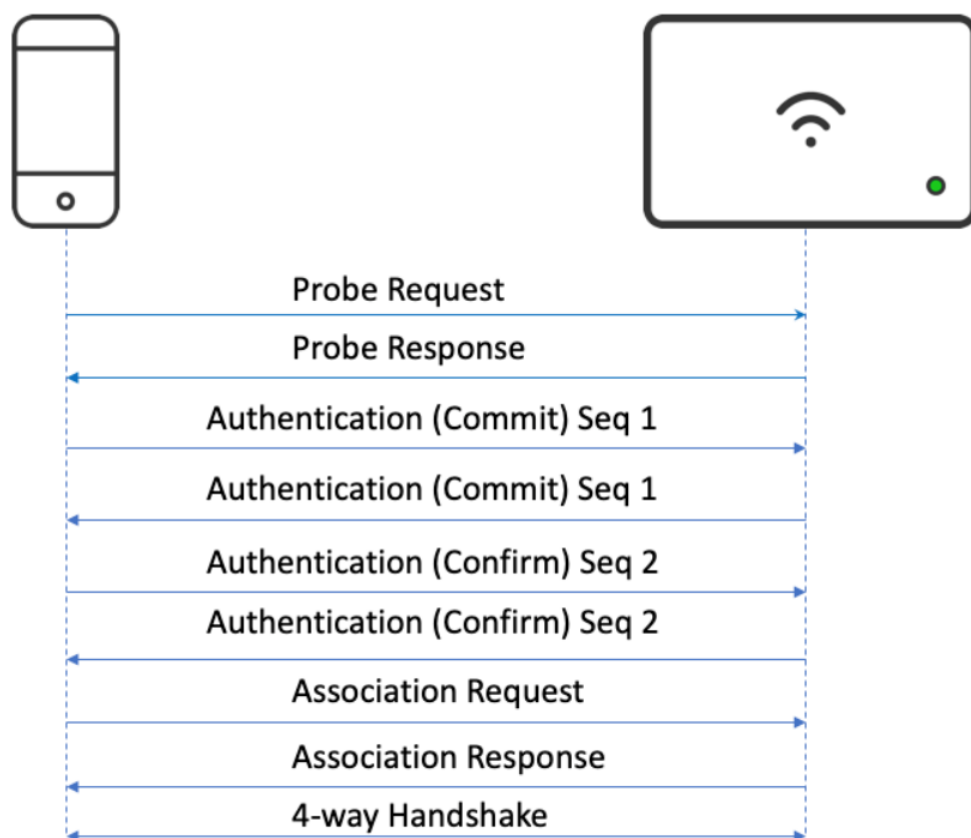 Probe Request
Probe Response
Authentication (Commit) Seq 1
Authentication (Commit) Seq 1
Authentication (Confirm) Seq 2
Authentication (Confirm) Seq 2
Association Request
Association Response
4-way Handshake